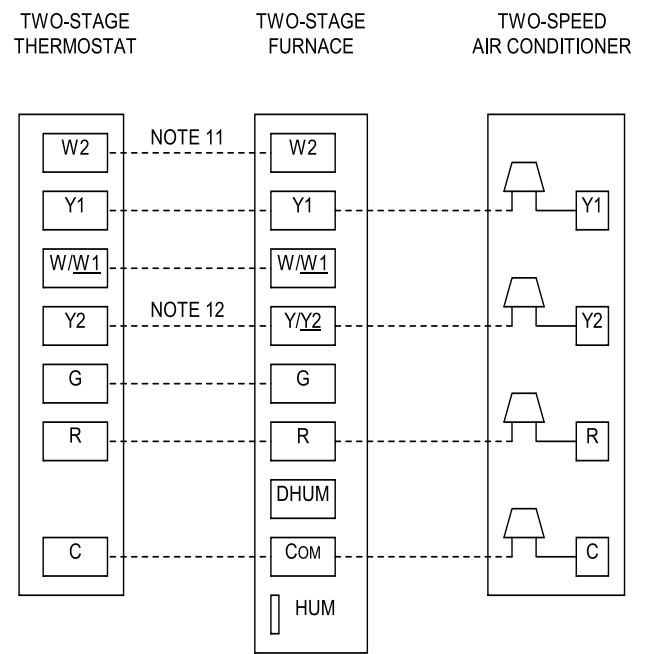 TWO-STAGE THERMOSTAT
TWO-STAGE FURNACE
TWO-SPEED AIR CONDITIONER
W2 NOTE 11 W2
Y1 Y1 Y1
W/W1 W/W1
Y2 NOTE 12 Y/Y2 Y2
G G
R R R
DHUM
C COM C
HUM